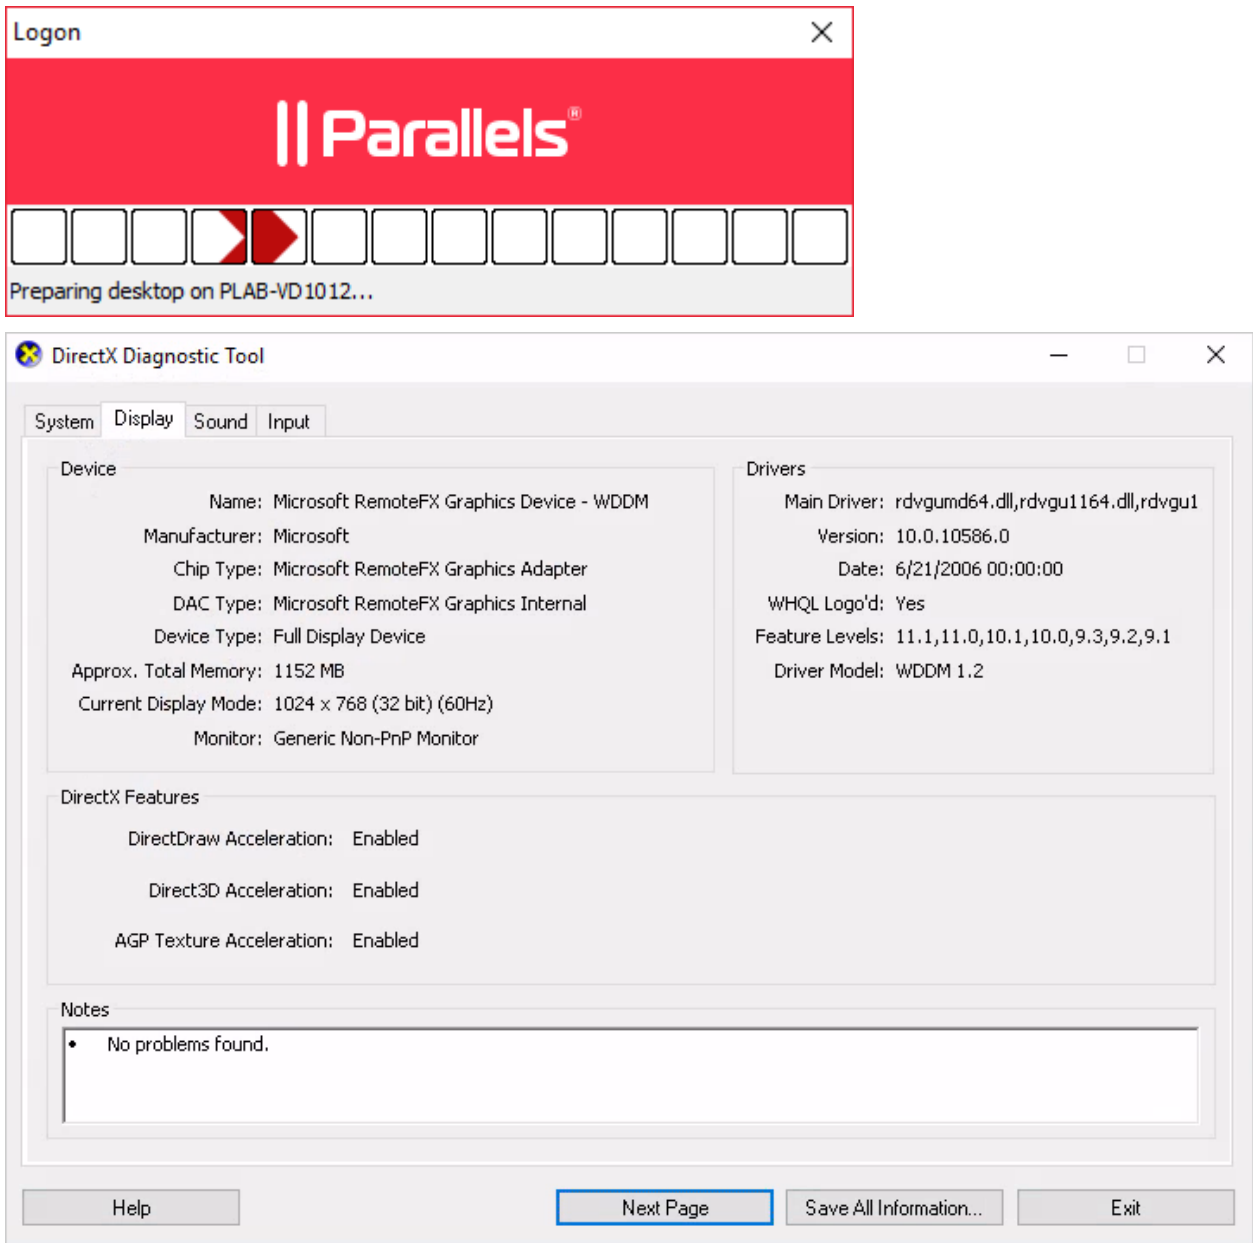 Logon
Parallels®
Preparing desktop on PLAB-VD1012...
DirectX Diagnostic Tool
System Display Sound Input
Device
Name: Microsoft RemoteFX Graphics Device - WDDM
Manufacturer: Microsoft
Chip Type: Microsoft RemoteFX Graphics Adapter
DAC Type: Microsoft RemoteFX Graphics Internal
Device Type: Full Display Device
Approx. Total Memory: 1152 MB
Current Display Mode: 1024 x 768 (32 bit) (60Hz)
Monitor: Generic Non-PnP Monitor
Drivers
Main Driver: rdvgumd64.dll,rdvgu1164.dll,rdvgu1
Version: 10.0.10586.0
Date: 6/21/2006 00:00:00
WHQL Logo'd: Yes
Feature Levels: 11.1,11.0,10.1,10.0,9.3,9.2,9.1
Driver Model: WDDM 1.2
DirectX Features
DirectDraw Acceleration: Enabled
Direct3D Acceleration: Enabled
AGP Texture Acceleration: Enabled
Notes
• No problems found.
Help Next Page Save All Information... Exit